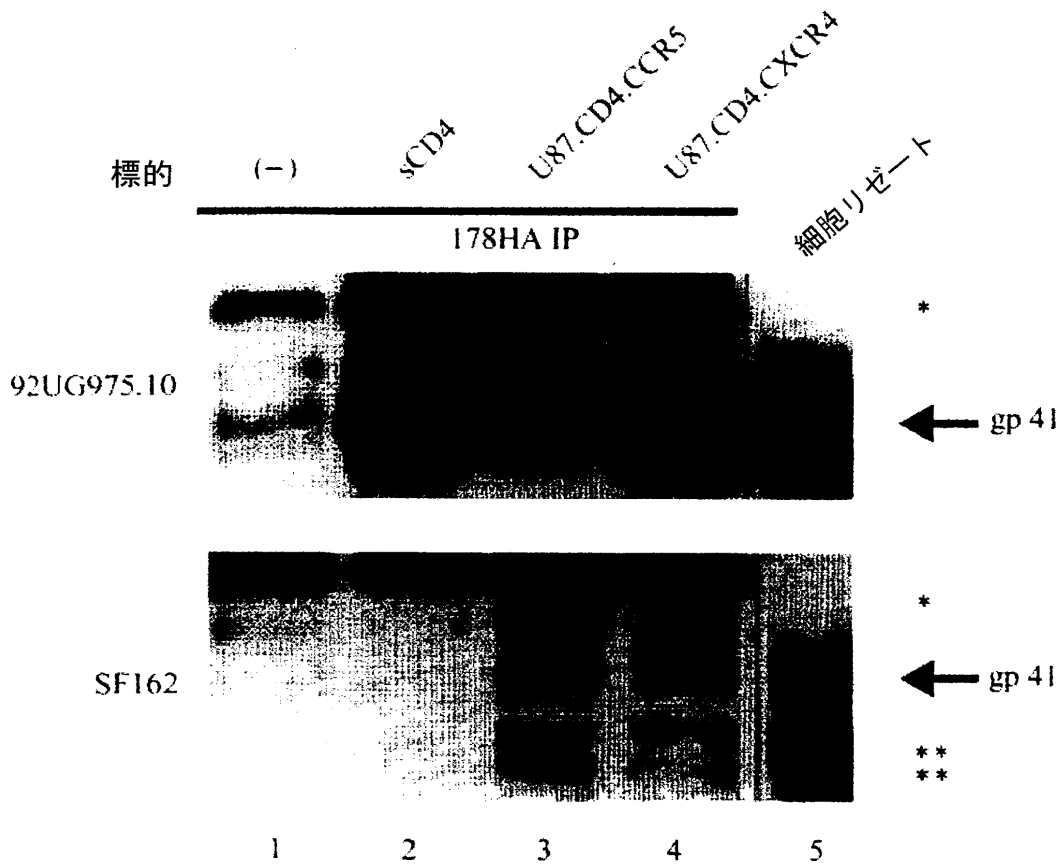 標的
(−)
sCD4
U87.CD4.CCR5
U87.CD4.CXCR4
細胞リゼート
178HA IP
92UG975.10
*
gp 41
SF162
*
gp 41
**
**
1 2 3 4 5